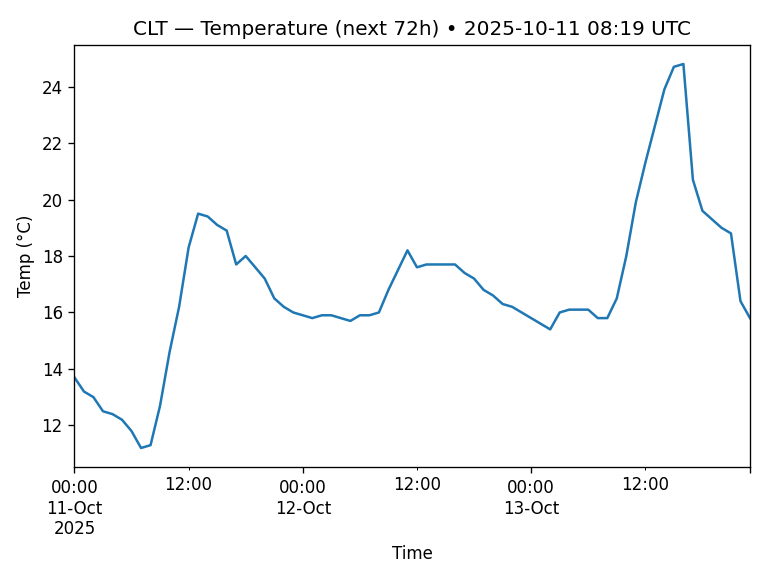 CLT — Temperature (next 72h) • 2025-10-11 08:19 UTC
Temp (°C)
24
22
20
18
16
14
12
00:00 12:00 00:00 12:00 00:00 12:00
11-Oct 12-Oct 13-Oct
2025
Time